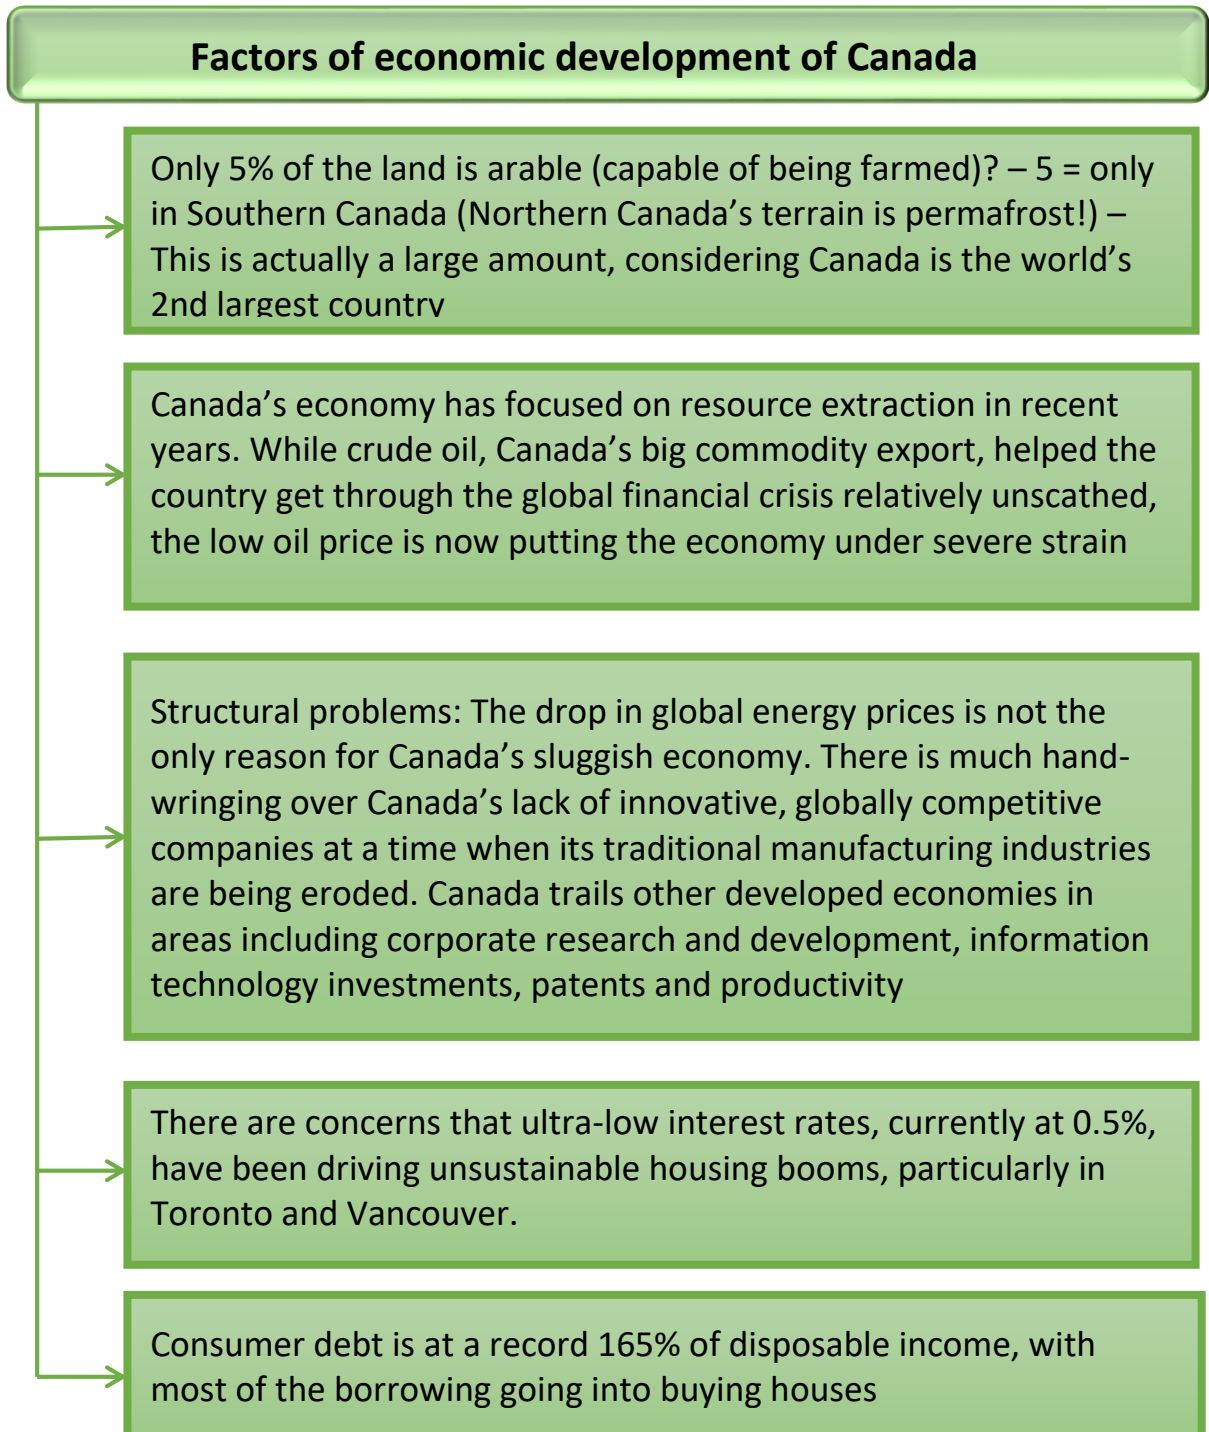 Factors of economic development of Canada
Only 5% of the land is arable (capable of being farmed)? – 5 = only
in Southern Canada (Northern Canada’s terrain is permafrost!) –
This is actually a large amount, considering Canada is the world’s
2nd largest country
Canada’s economy has focused on resource extraction in recent
years. While crude oil, Canada’s big commodity export, helped the
country get through the global financial crisis relatively unscathed,
the low oil price is now putting the economy under severe strain
Structural problems: The drop in global energy prices is not the
only reason for Canada’s sluggish economy. There is much hand-
wringing over Canada’s lack of innovative, globally competitive
companies at a time when its traditional manufacturing industries
are being eroded. Canada trails other developed economies in
areas including corporate research and development, information
technology investments, patents and productivity
There are concerns that ultra-low interest rates, currently at 0.5%,
have been driving unsustainable housing booms, particularly in
Toronto and Vancouver.
Consumer debt is at a record 165% of disposable income, with
most of the borrowing going into buying houses